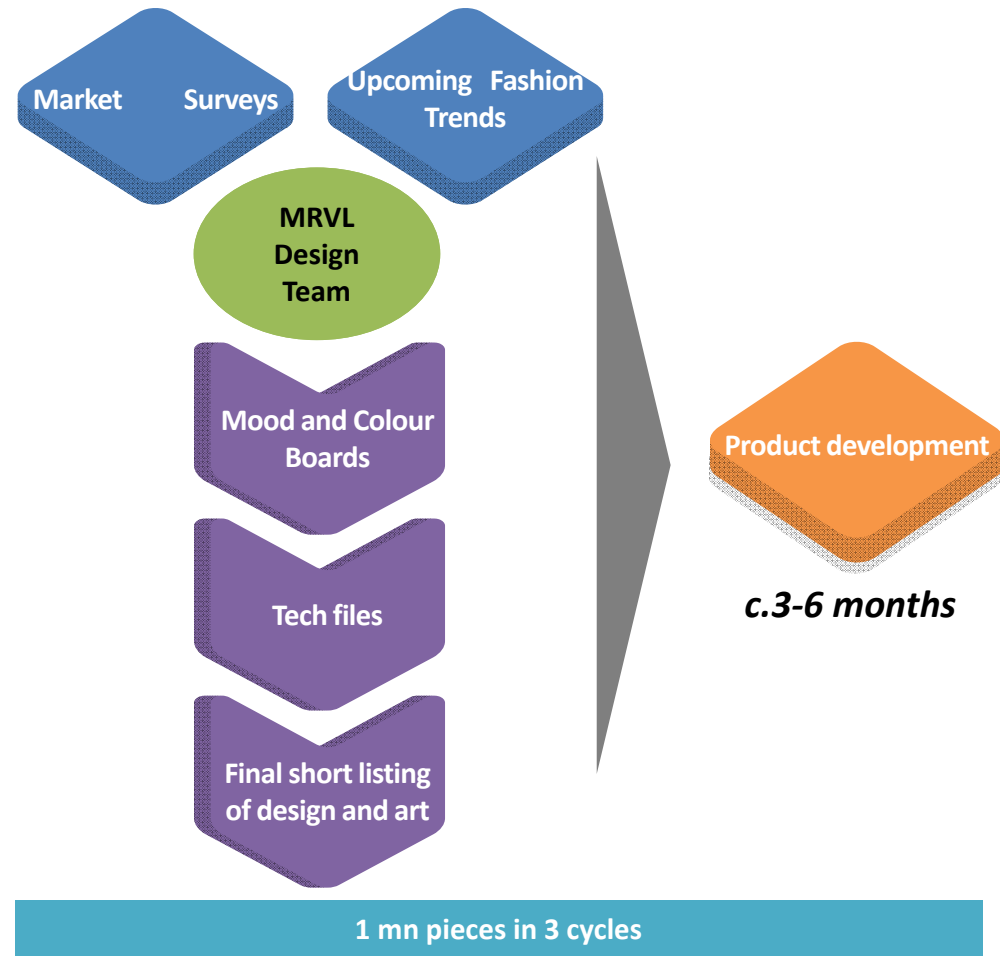 Market Surveys
Upcoming Fashion
Trends
MRVL
Design
Team
Mood and Colour
Boards
Tech files
Final short listing
of design and art
Product development
c.3-6 months
1 mn pieces in 3 cycles